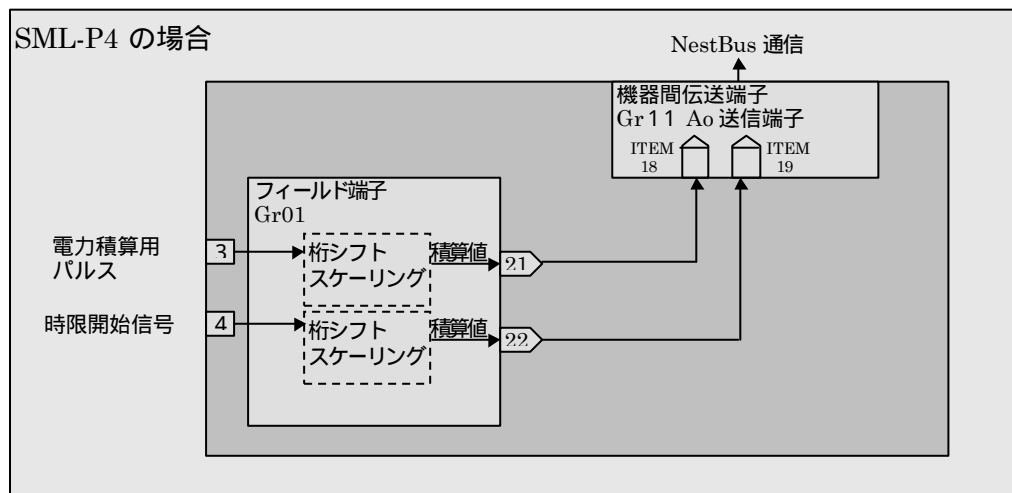 SML-P4 の場合
NestBus 通信
機器間伝送端子
Gr１１ Ao 送信端子
ITEM
18
ITEM
19
フィールド端子
Gr01
電力積算用
パルス
3
桁シフト
スケーリング
積算値
21
時限開始信号
4
桁シフト
スケーリング
積算値
22